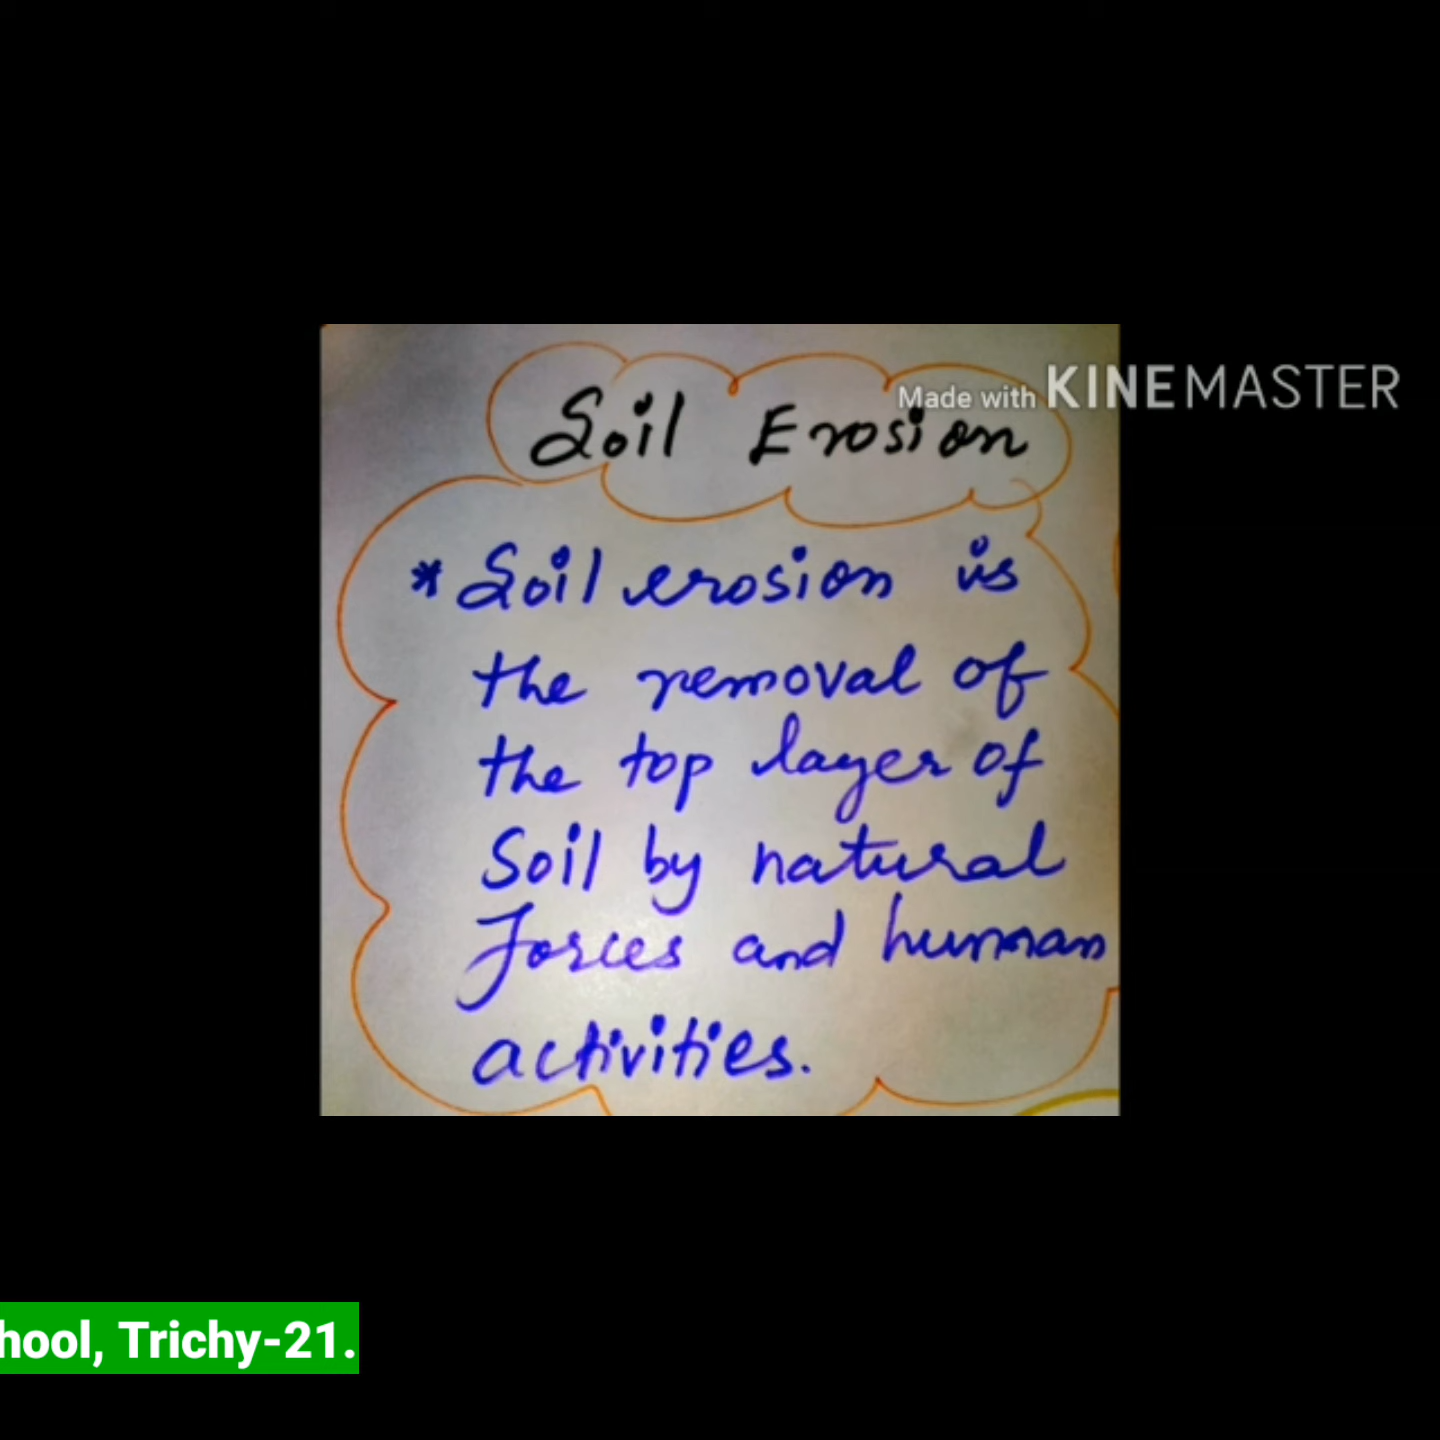 Made with KINEMASTER
Soil Erosion
* Soil erosion is
the removal of
the top layer of
Soil by natural
Forces and human
activities.
hool, Trichy-21.